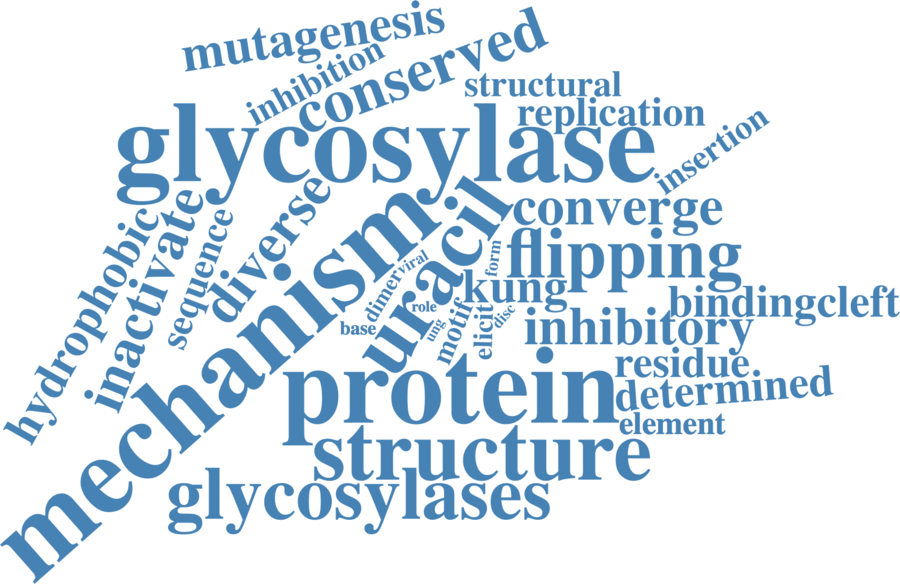 mutagenesis
inhibition
conserved
structural
replication
glycosylase
insertion
hydrophobic
inactivate
sequence
diverse
mechanism
uracil
converge
form
flipping
viral
dimer
kung
bindingcleft
role
base
ung
motif
elicit
disc
inhibitory
residue
protein
determined
element
structure
glycosylases